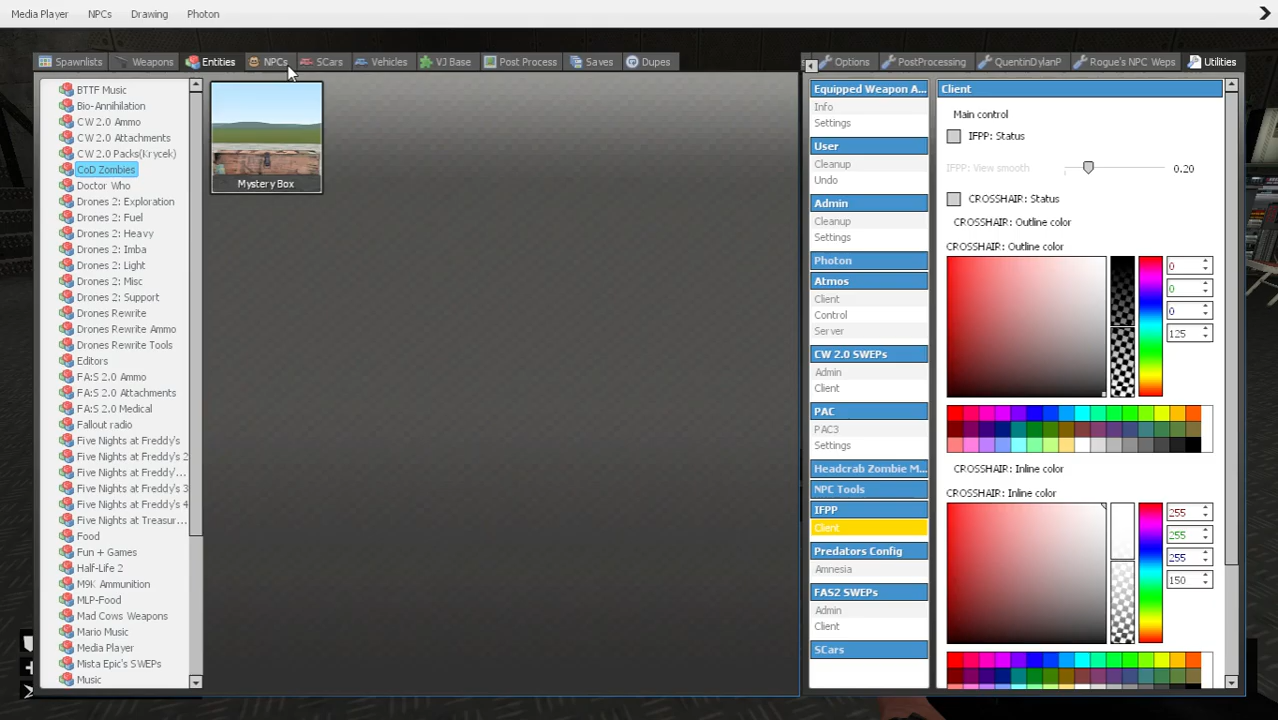 Media Player NPCs Drawing Photon
Spawnlists Weapons Entities NPCs SCars Vehicles VJ Base Post Process Saves Dupes
Options PostProcessing QuentinDylanP Rogue's NPC Weps Utilities
BTTF Music
Bio-Annihilation
CW 2.0 Ammo
CW 2.0 Attachments
CW 2.0 Packs(Krycek)
CoD Zombies
Doctor Who
Drones 2: Exploration
Drones 2: Fuel
Drones 2: Heavy
Drones 2: Imba
Drones 2: Light
Drones 2: Misc
Drones 2: Support
Drones Rewrite
Drones Rewrite Ammo
Drones Rewrite Tools
Editors
FA:S 2.0 Ammo
FA:S 2.0 Attachments
FA:S 2.0 Medical
Fallout radio
Five Nights at Freddy's
Five Nights at Freddy's 2
Five Nights at Freddy'...
Five Nights at Freddy's 3
Five Nights at Freddy's 4
Five Nights at Treasur...
Food
Fun + Games
Half-Life 2
M9K Ammunition
MLP-Food
Mad Cows Weapons
Mario Music
Media Player
Mista Epic's SWEPs
Music
Mystery Box
Equipped Weapon A...
Info
Settings
User
Cleanup
Undo
Admin
Cleanup
Settings
Photon
Atmos
Client
Control
Server
CW 2.0 SWEPs
Admin
Client
PAC
PAC3
Settings
Headcrab Zombie M...
NPC Tools
IFPP
Client
Predators Config
Amnesia
FAS2 SWEPs
Admin
Client
SCars
Client
Main control
IFPP: Status
IFPP: View smooth 0.20
CROSSHAIR: Status
CROSSHAIR: Outline color
CROSSHAIR: Outline color
0
0
0
125
CROSSHAIR: Inline color
CROSSHAIR: Inline color
255
255
255
150